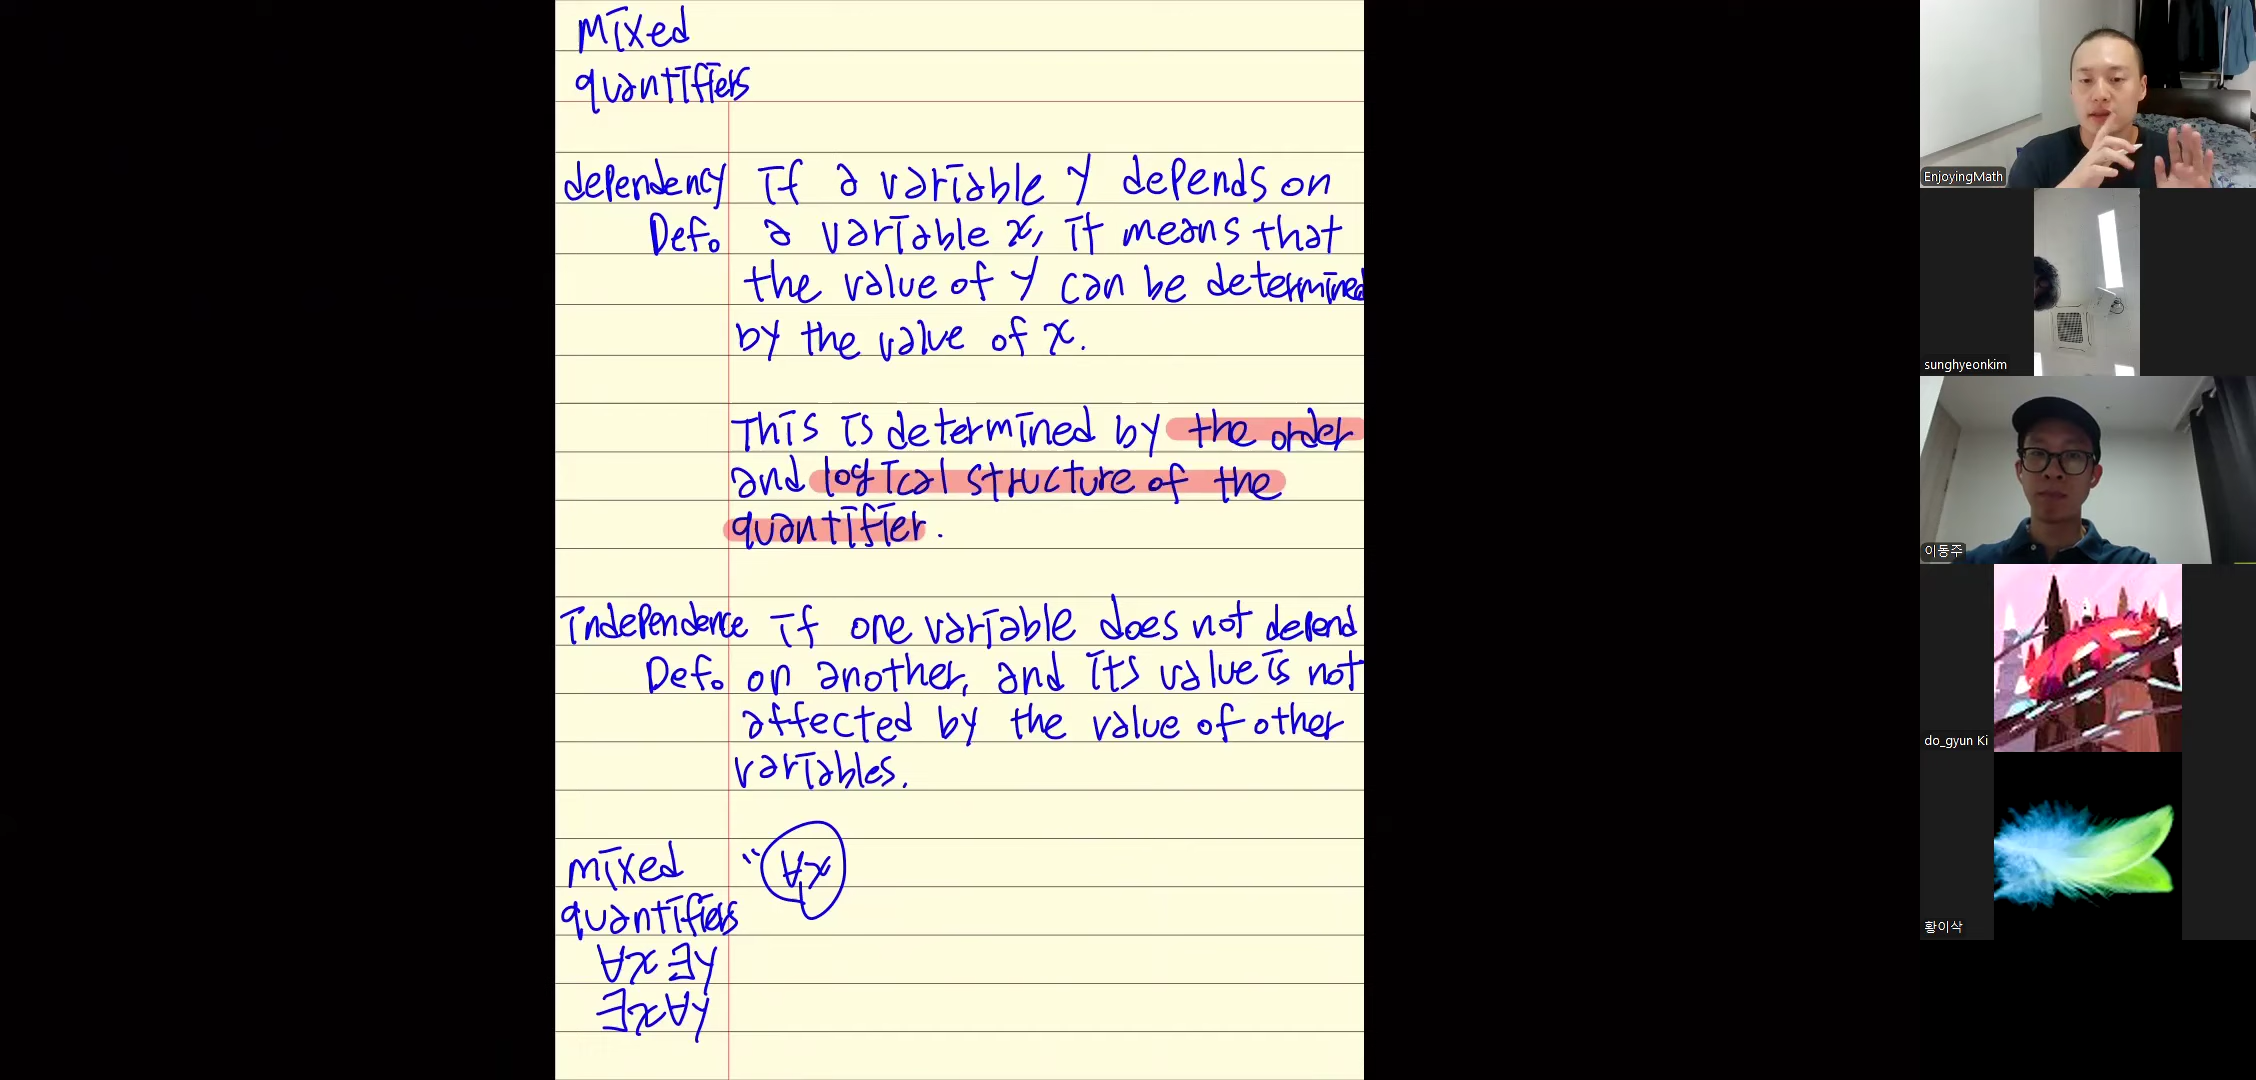 mixed
quantifiers
dependency if a variable y depends on
Def. a variable x, it means that
the value of y can be determined
by the value of x.
This is determined by the order
and logical structure of the
quantifier.
independence if one variable does not depend
Def. on another, and its value is not
affected by the value of other
variables.
mixed "∀x
quantifiers
∀x ∃y
∃x ∀y
EnjoyingMath
sunghyeonkim
이동주
do_gyun Ki
황이삭